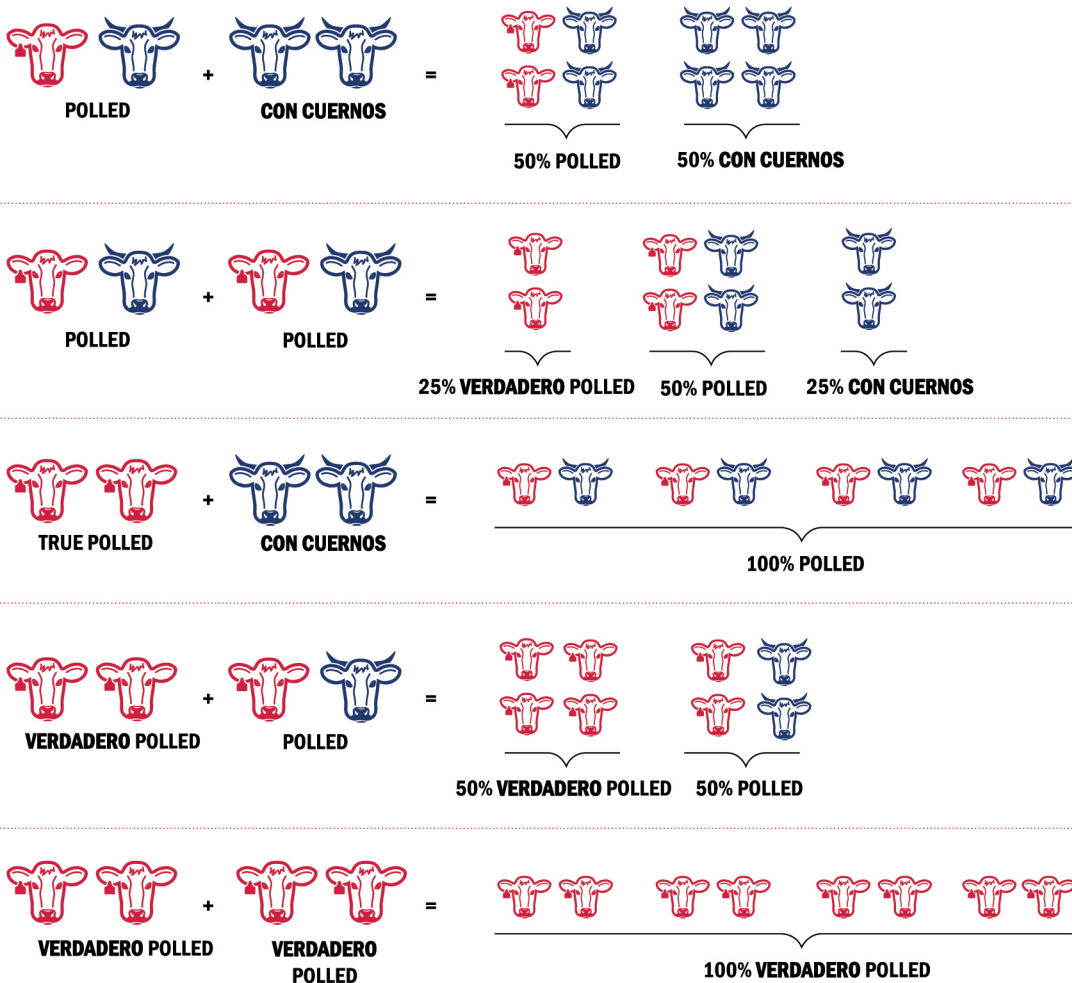 +
=
POLLED
CON CUERNOS
50% POLLED
50% CON CUERNOS
+
=
POLLED
POLLED
25% VERDADERO POLLED
50% POLLED
25% CON CUERNOS
+
=
TRUE POLLED
CON CUERNOS
100% POLLED
+
=
VERDADERO POLLED
POLLED
50% VERDADERO POLLED
50% POLLED
+
=
VERDADERO POLLED
VERDADERO
POLLED
100% VERDADERO POLLED